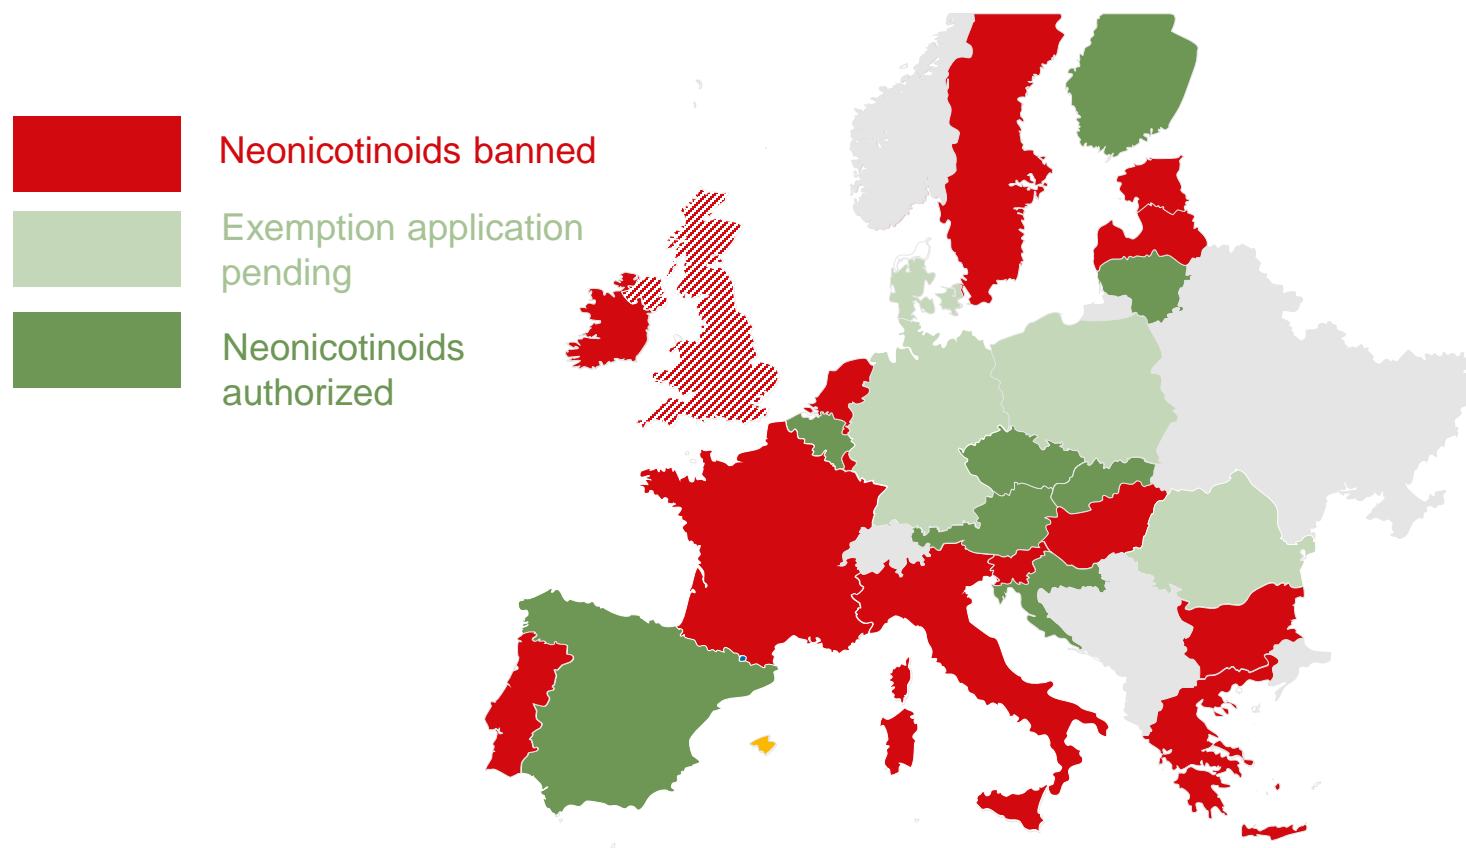 Neonicotinoids banned
Exemption application
pending
Neonicotinoids
authorized